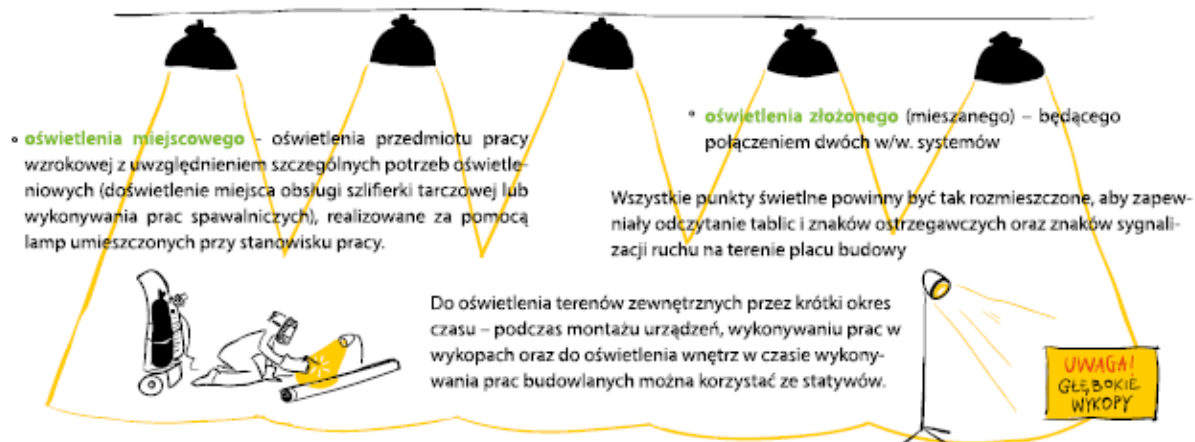 ◦ oświetlenia miejscowego - oświetlenia przedmiotu pracy
wzrokowej z uwzględnieniem szczególnych potrzeb oświetle-
niowych (doświetlenie miejsca obsługi szlifierki tarczowej lub
wykonywania prac spawalniczych), realizowane za pomocą
lamp umieszczonych przy stanowisku pracy.
◦ oświetlenia złożonego (mieszanego) – będącego
połączeniem dwóch w/w. systemów
Wszystkie punkty świetlne powinny być tak rozmieszczone, aby zapew-
niały odczytanie tablic i znaków ostrzegawczych oraz znaków sygnali-
zacji ruchu na terenie placu budowy
Do oświetlenia terenów zewnętrznych przez krótki okres
czasu – podczas montażu urządzeń, wykonywaniu prac w
wykopach oraz do oświetlenia wnętrz w czasie wykony-
wania prac budowlanych można korzystać ze statywów.
UWAGA!
GŁĘBOKIE
WYKOPY